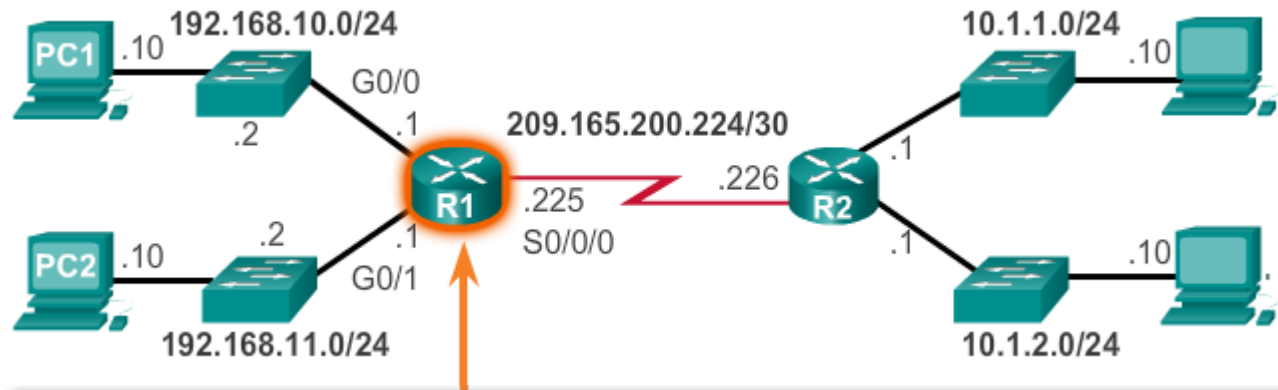 192.168.10.0/24
10.1.1.0/24
PC1
.10
.10
G0/0
.2
.1
209.165.200.224/30
.1
R1
.225
.226
R2
S0/0/0
.2
.1
.1
PC2
.10
G0/1
.10
.
192.168.11.0/24
10.1.2.0/24